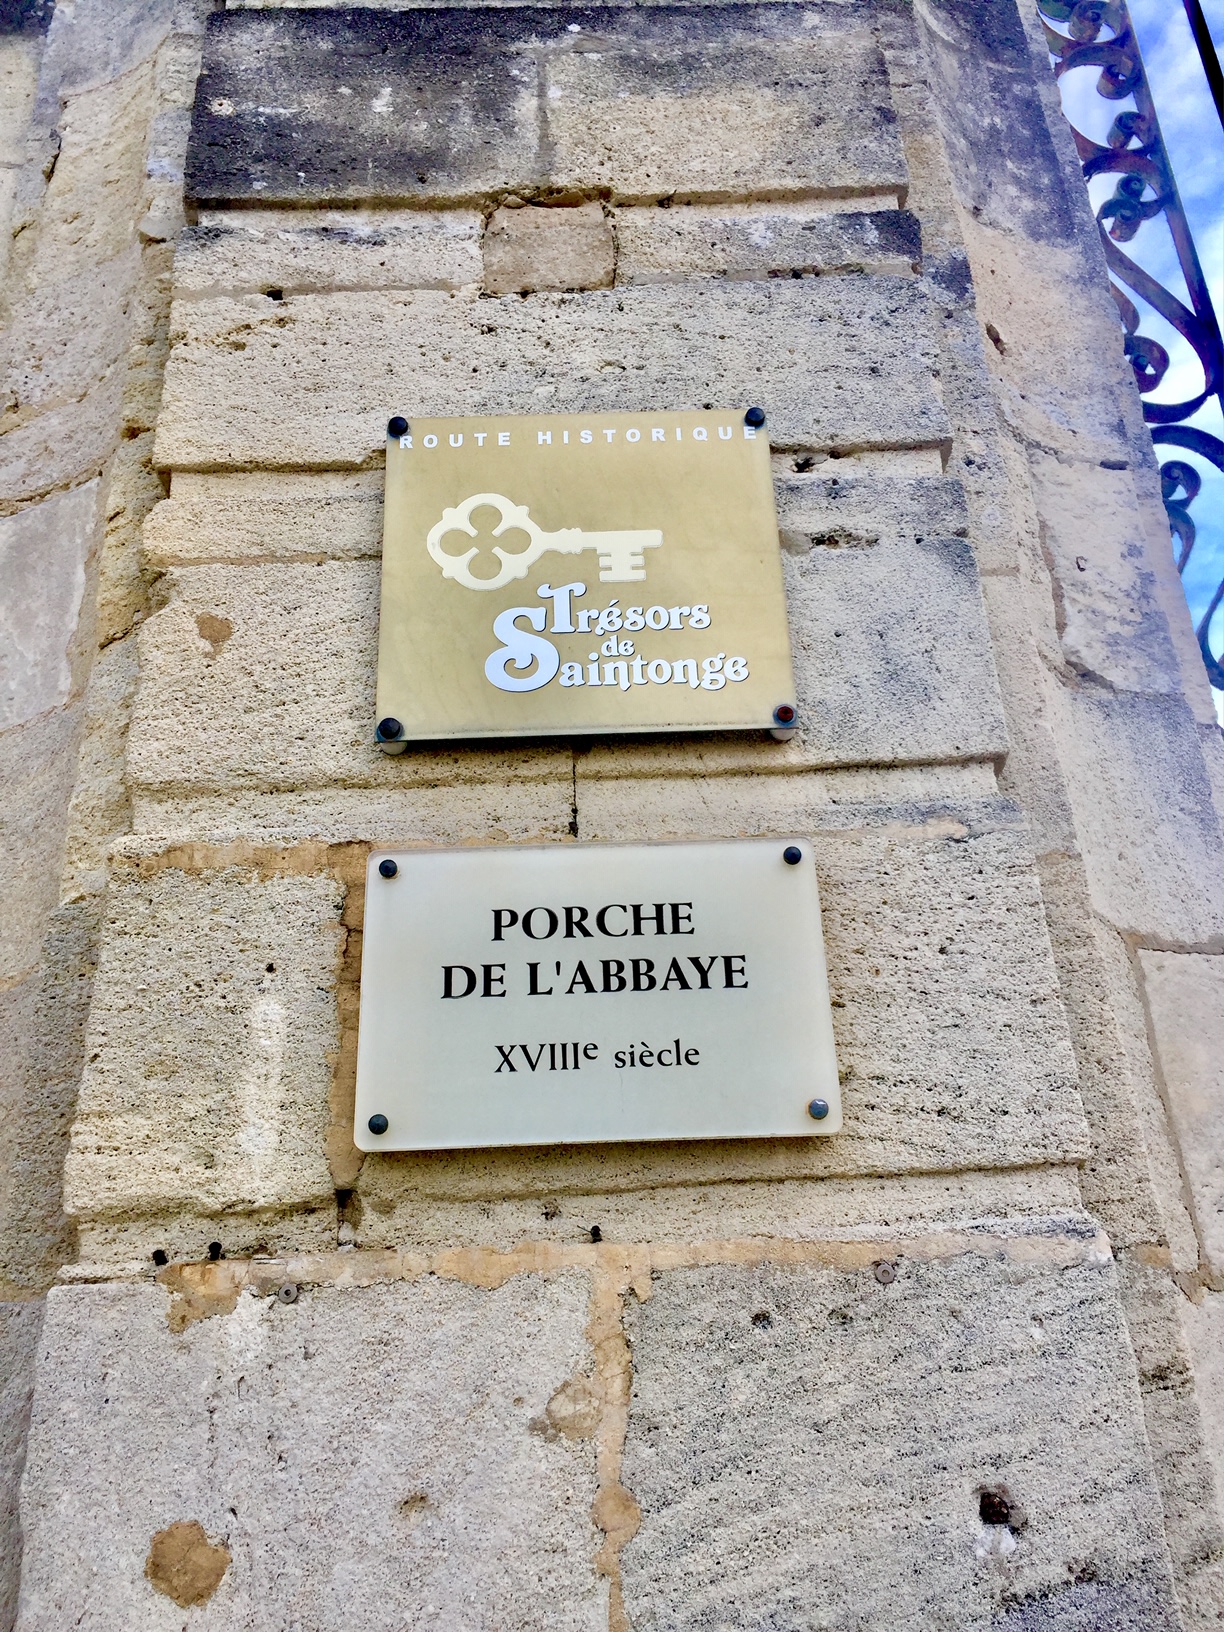 ROUTE HISTORIQUE
Trésors
de
Saintonge
PORCHE
DE L'ABBAYE
XVIIIe siècle